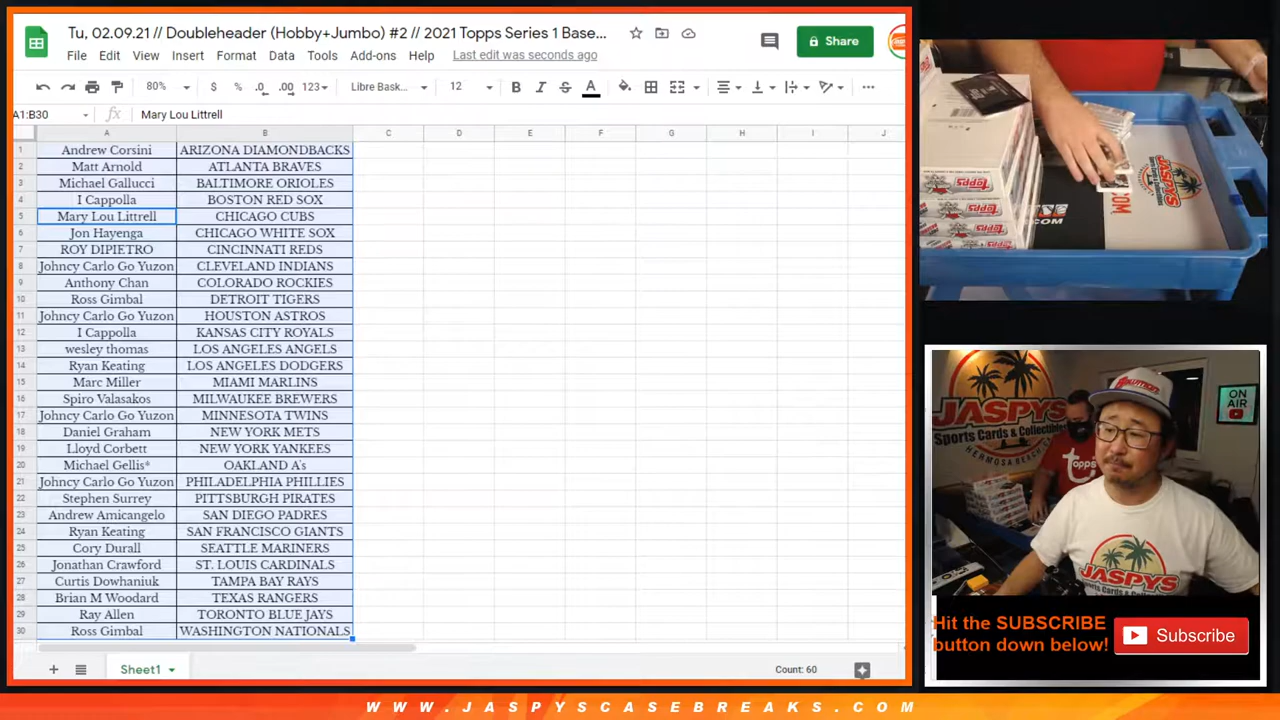 Tu, 02.09.21 // Doubleheader (Hobby+Jumbo) #2 // 2021 Topps Series 1 Base...
File Edit View Insert Format Data Tools Add-ons Help Last edit was seconds ago
Share
80% $ % .0 .00 123 Libre Bask... 12 B I S A
A1:B30 fx Mary Lou Littrell
A B C D E F G H I J
1 Andrew Corsini ARIZONA DIAMONDBACKS
2 Matt Arnold ATLANTA BRAVES
3 Michael Gallucci BALTIMORE ORIOLES
4 I Cappolla BOSTON RED SOX
5 Mary Lou Littrell CHICAGO CUBS
6 Jon Hayenga CHICAGO WHITE SOX
7 ROY DIPIETRO CINCINNATI REDS
8 Johncy Carlo Go Yuzon CLEVELAND INDIANS
9 Anthony Chan COLORADO ROCKIES
10 Ross Gimbal DETROIT TIGERS
11 Johncy Carlo Go Yuzon HOUSTON ASTROS
12 I Cappolla KANSAS CITY ROYALS
13 wesley thomas LOS ANGELES ANGELS
14 Ryan Keating LOS ANGELES DODGERS
15 Marc Miller MIAMI MARLINS
16 Spiro Valasakos MILWAUKEE BREWERS
17 Johncy Carlo Go Yuzon MINNESOTA TWINS
18 Daniel Graham NEW YORK METS
19 Lloyd Corbett NEW YORK YANKEES
20 Michael Gellis* OAKLAND A's
21 Johncy Carlo Go Yuzon PHILADELPHIA PHILLIES
22 Stephen Surrey PITTSBURGH PIRATES
23 Andrew Amicangelo SAN DIEGO PADRES
24 Ryan Keating SAN FRANCISCO GIANTS
25 Cory Durall SEATTLE MARINERS
26 Jonathan Crawford ST. LOUIS CARDINALS
27 Curtis Dowhaniuk TAMPA BAY RAYS
28 Brian M Woodard TEXAS RANGERS
29 Ray Allen TORONTO BLUE JAYS
30 Ross Gimbal WASHINGTON NATIONALS
Sheet1 Count: 60
Topps
Topps
Topps
JASPYS
.COM
JASPYS
Sports Cards & Collectibles
HERMOSA BEACH
ON
AIR
Topps
JASPYS
Hit the SUBSCRIBE
button down below!
Subscribe
WWW.JASPYSCASEBREAKS.COM